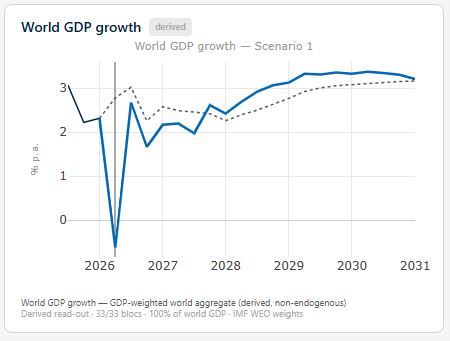 World GDP growth derived
World GDP growth — Scenario 1
% p. a.
3
2
1
0
2026 2027 2028 2029 2030 2031
World GDP growth — GDP-weighted world aggregate (derived, non-endogenous)
Derived read-out · 33/33 blocs · 100% of world GDP · IMF WEO weights